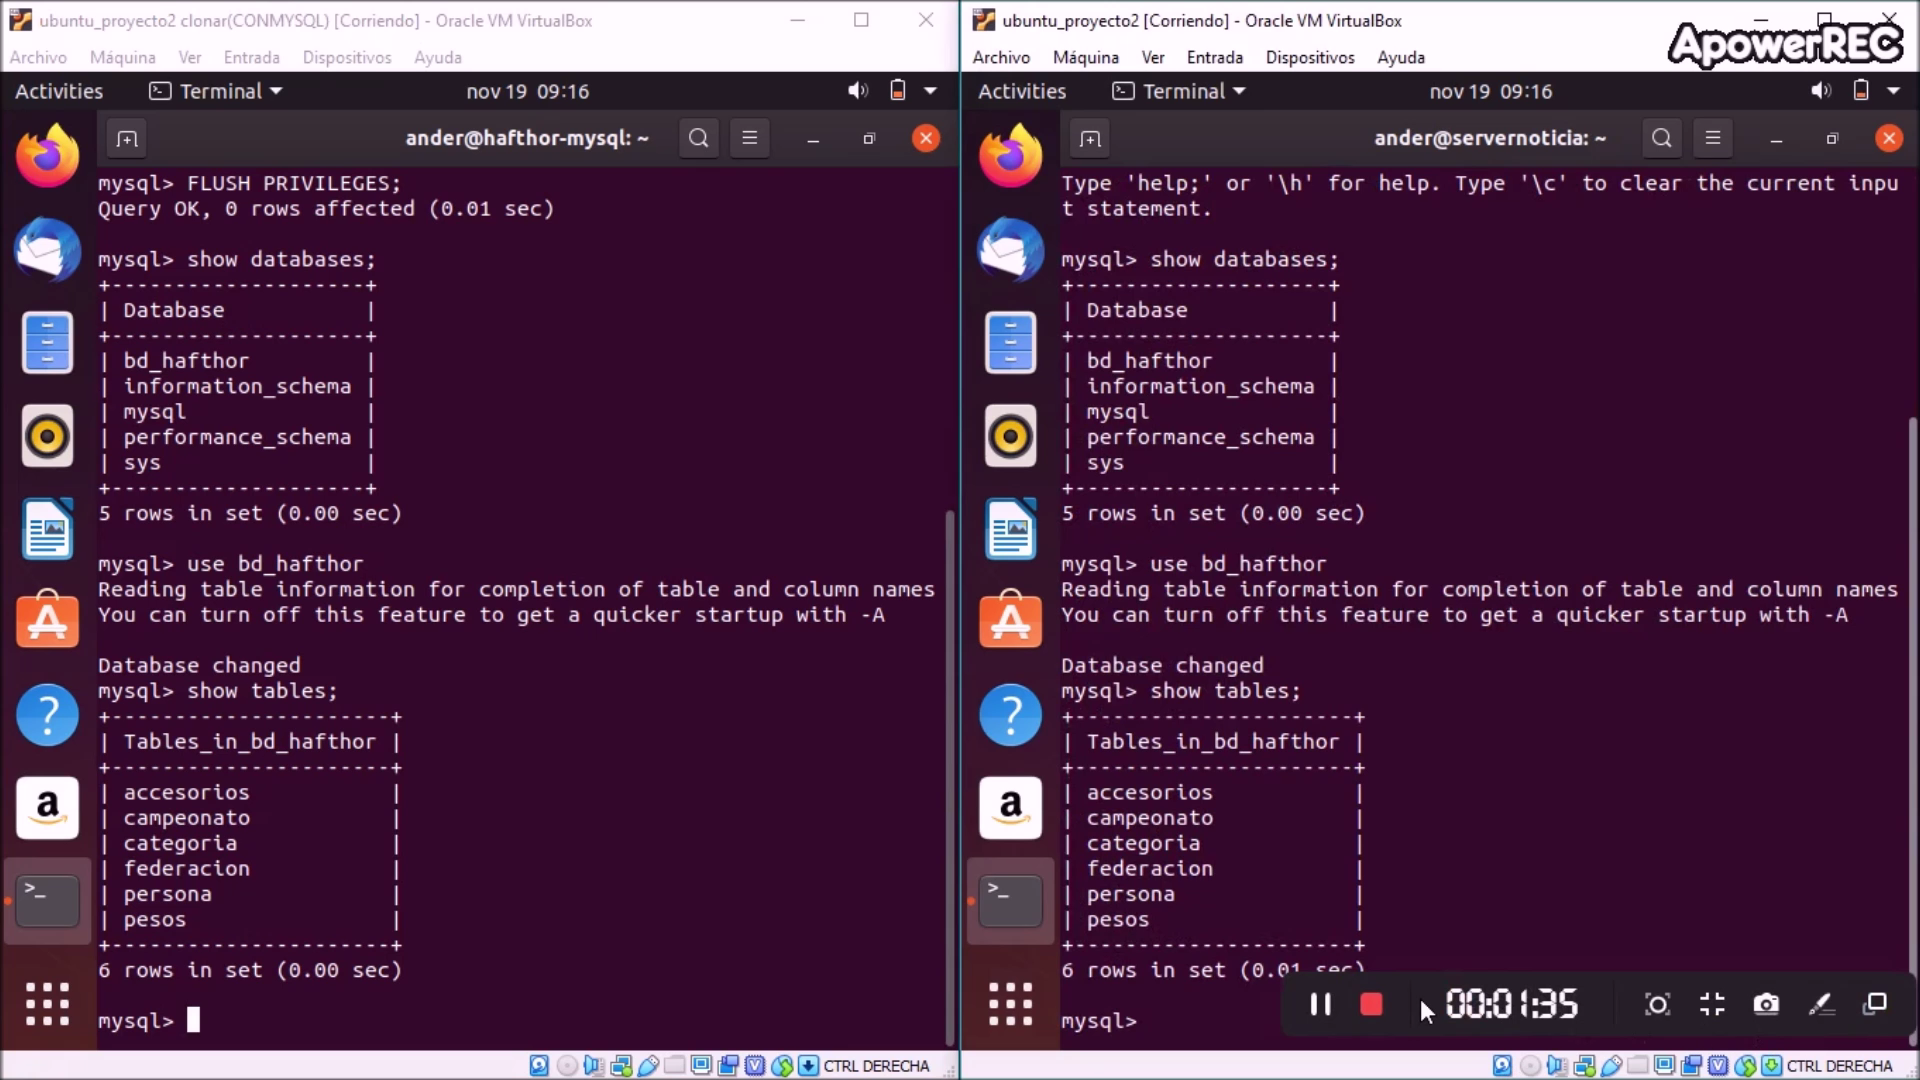 ubuntu_proyecto2 clonar(CONMYSQL) [Corriendo] - Oracle VM VirtualBox
Archivo Máquina Ver Entrada Dispositivos Ayuda
Activities Terminal nov 19 09:16
ander@hafthor-mysql: ~
mysql> FLUSH PRIVILEGES;
Query OK, 0 rows affected (0.01 sec)
mysql> show databases;
+--------------------+
| Database           |
+--------------------+
| bd_hafthor         |
| information_schema |
| mysql              |
| performance_schema |
| sys                |
+--------------------+
5 rows in set (0.00 sec)
mysql> use bd_hafthor
Reading table information for completion of table and column names
You can turn off this feature to get a quicker startup with -A
Database changed
mysql> show tables;
+----------------------+
| Tables_in_bd_hafthor |
+----------------------+
| accesorios           |
| campeonato           |
| categoria            |
| federacion           |
| persona              |
| pesos                |
+----------------------+
6 rows in set (0.00 sec)
mysql>
CTRL DERECHA
ubuntu_proyecto2 [Corriendo] - Oracle VM VirtualBox
ApowerREC
Archivo Máquina Ver Entrada Dispositivos Ayuda
Activities Terminal nov 19 09:16
ander@servernoticia: ~
Type 'help;' or '\h' for help. Type '\c' to clear the current inpu
t statement.
mysql> show databases;
+--------------------+
| Database           |
+--------------------+
| bd_hafthor         |
| information_schema |
| mysql              |
| performance_schema |
| sys                |
+--------------------+
5 rows in set (0.00 sec)
mysql> use bd_hafthor
Reading table information for completion of table and column names
You can turn off this feature to get a quicker startup with -A
Database changed
mysql> show tables;
+----------------------+
| Tables_in_bd_hafthor |
+----------------------+
| accesorios           |
| campeonato           |
| categoria            |
| federacion           |
| persona              |
| pesos                |
+----------------------+
6 rows in set (0.01 sec)
mysql>
00:01:35
CTRL DERECHA